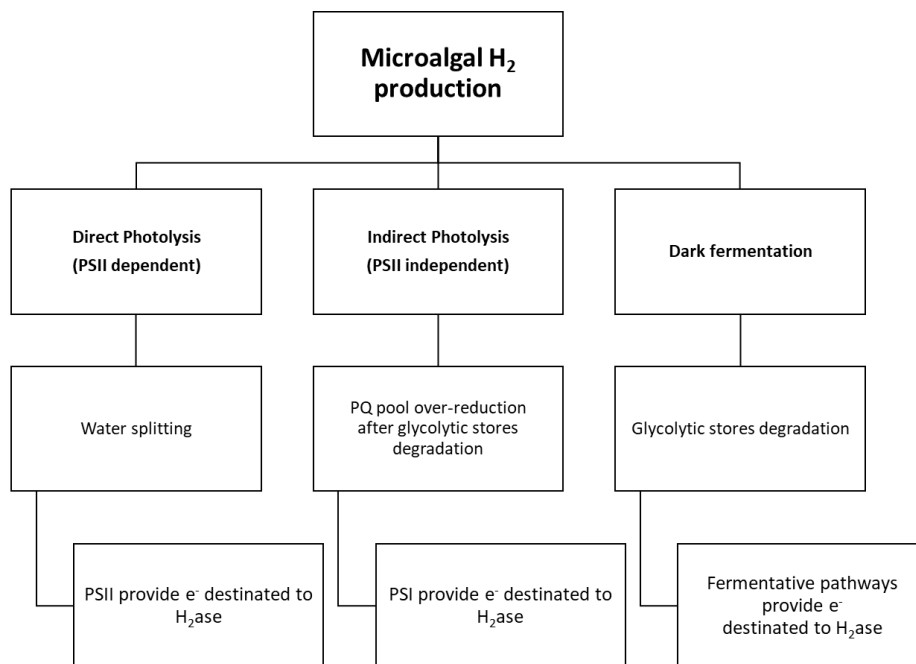 Microalgal H₂
production
Direct Photolysis
(PSII dependent)
Indirect Photolysis
(PSII independent)
Dark fermentation
Water splitting
PQ pool over-reduction
after glycolytic stores
degradation
Glycolytic stores degradation
PSII provide e⁻ destinated to
H₂ase
PSI provide e⁻ destinated to
H₂ase
Fermentative pathways
provide e⁻
destinated to H₂ase